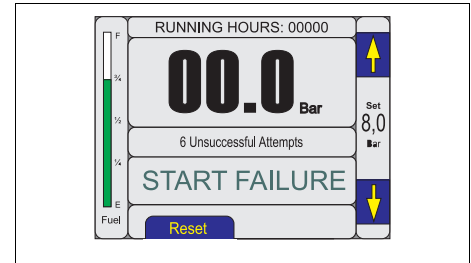 RUNNING HOURS: 00000
F
¾
½
¼
E
Fuel
00.0 Bar
6 Unsuccessful Attempts
START FAILURE
Reset
Set
8,0
Bar